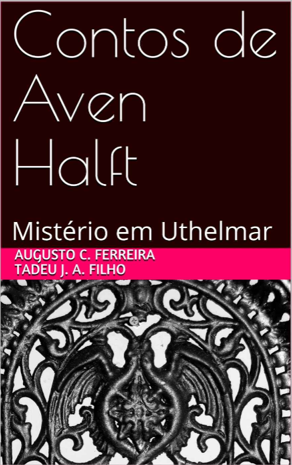 Contos de
Aven
Halft
Mistério em Uthelmar
AUGUSTO C. FERREIRA
TADEU J. A. FILHO